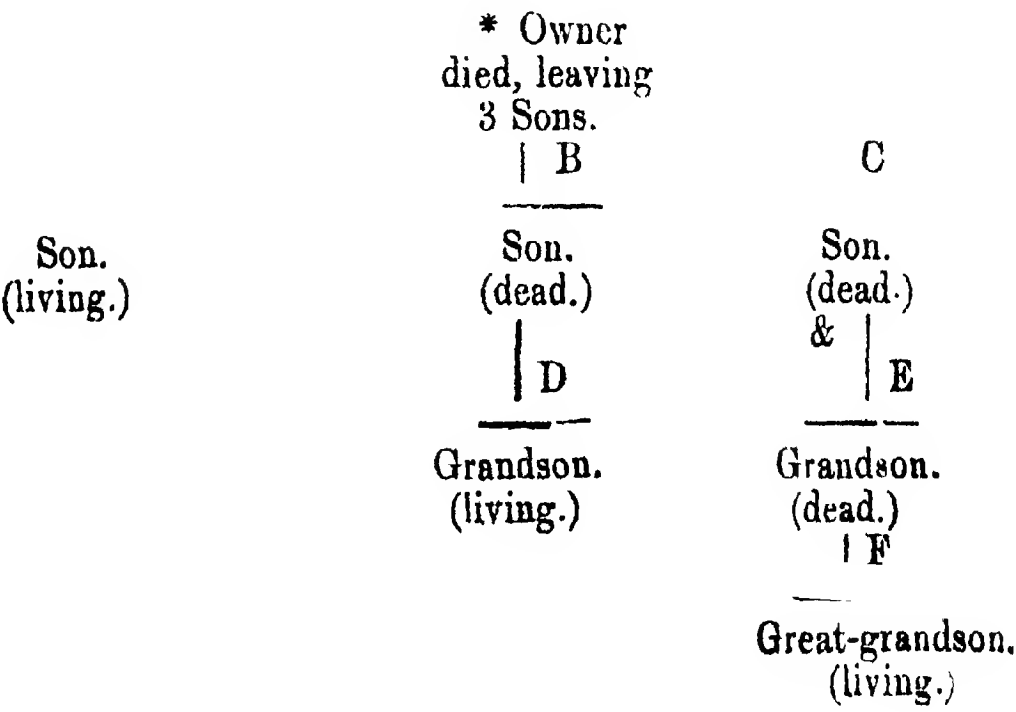 * Owner
died, leaving
3 Sons.
B
C
Son.
(living.)
Son.
(dead.)
Son.
(dead.)
&
D
E
Grandson.
(living.)
Grandson.
(dead.)
F
Great-grandson.
(living.)